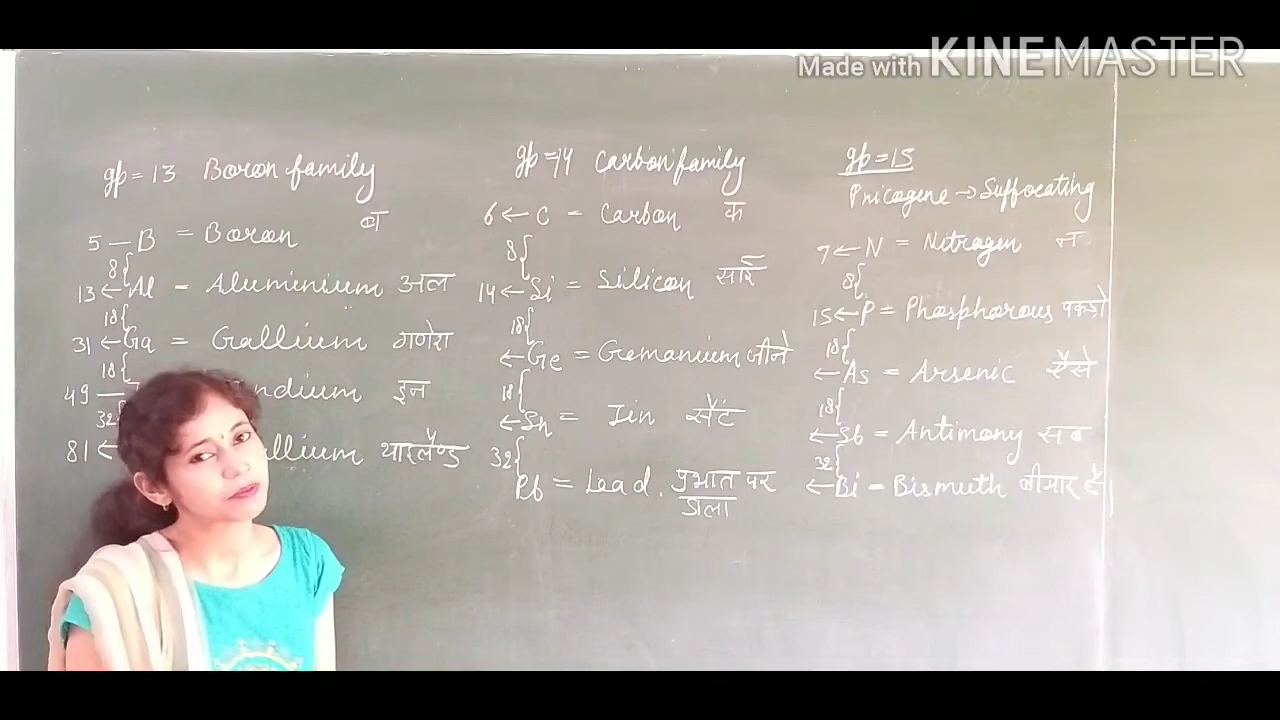 Made with KINEMASTER
gp = 13 Boron family
5 — B = Boron ब
8{
13 ← Al = Aluminium अल
18{
31 ← Ga = Gallium गणेश
18{
49 — ndium इन
32{
81 ← allium थाईलैण्ड
gp = 14 Carbon family
6 ← C = Carbon क
8{
14 ← Si = Silicon साई
18{
← Ge = Gemanium जीने
18{
← Sn = Tin सैंट
32{
Pb = Lead. प्रभात पर
डाला
gp = 15
Pnicogene → Suffocating
7 ← N = Nitrogen न
8{
15 ← P = Phosphorous पकडो
18{
← As = Arsenic ऐसे
18{
← Sb = Antimony सब
32{
← Bi = Bismuth बीमार है|